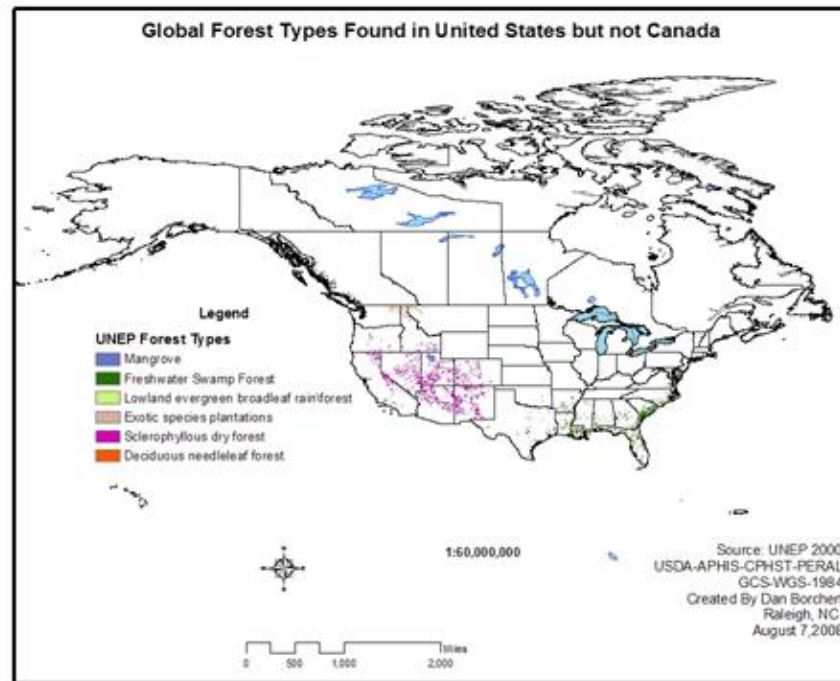 Global Forest Types Found in United States but not Canada
Legend
UNEP Forest Types
Mangrove
Freshwater Swamp Forest
Lowland evergreen broadleaf rainforest
Exotic species plantations
Sclerophyllous dry forest
Deciduous needleleaf forest
1:60,000,000
Source: UNEP 2000
USDA-APHIS-CPHST-PERAL
GCS-WGS-1984
Created By Dan Borchert
Raleigh, NC
August 7,2008
Miles
0 500 1,000 2,000